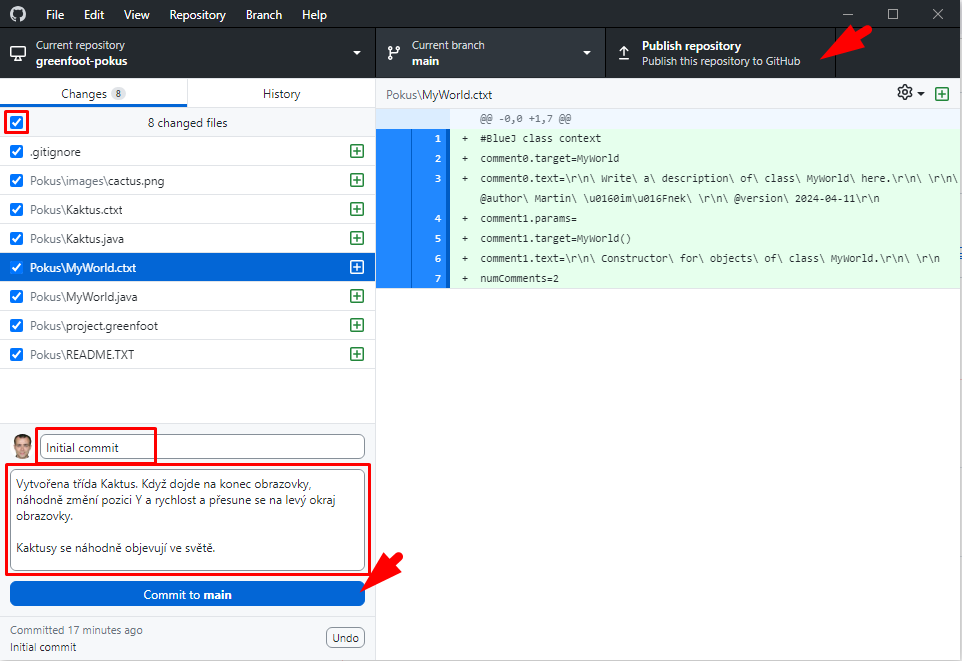 File Edit View Repository Branch Help
Current repository
greenfoot-pokus
Current branch
main
Publish repository
Publish this repository to GitHub
Changes 8
History
8 changed files
.gitignore
Pokus\images\cactus.png
Pokus\Kaktus.ctxt
Pokus\Kaktus.java
Pokus\MyWorld.ctxt
Pokus\MyWorld.java
Pokus\project.greenfoot
Pokus\README.TXT
Initial commit
Vytvořena třída Kaktus. Když dojde na konec obrazovky,
náhodně změní pozici Y a rychlost a přesune se na levý okraj
obrazovky.
Kaktusy se náhodně objevují ve světě.
Commit to main
Committed 17 minutes ago
Initial commit
Undo
Pokus\MyWorld.ctxt
@@ -0,0 +1,7 @@
1 + #BlueJ class context
2 + comment0.target=MyWorld
3 + comment0.text=\r\n\ Write\ a\ description\ of\ class\ MyWorld\ here.\r\n\ \r\n\
@author\ Martin\ \u0160im\u016Fnek\ \r\n\ @version\ 2024-04-11\r\n
4 + comment1.params=
5 + comment1.target=MyWorld()
6 + comment1.text=\r\n\ Constructor\ for\ objects\ of\ class\ MyWorld.\r\n\ \r\n
7 + numComments=2